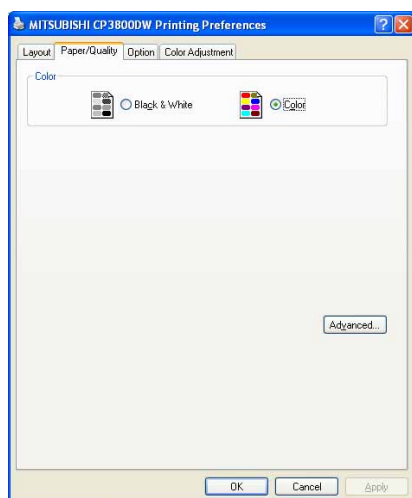 MITSUBISHI CP3800DW Printing Preferences
Layout Paper/Quality Option Color Adjustment
Color
Black & White Color
Advanced...
OK Cancel Apply